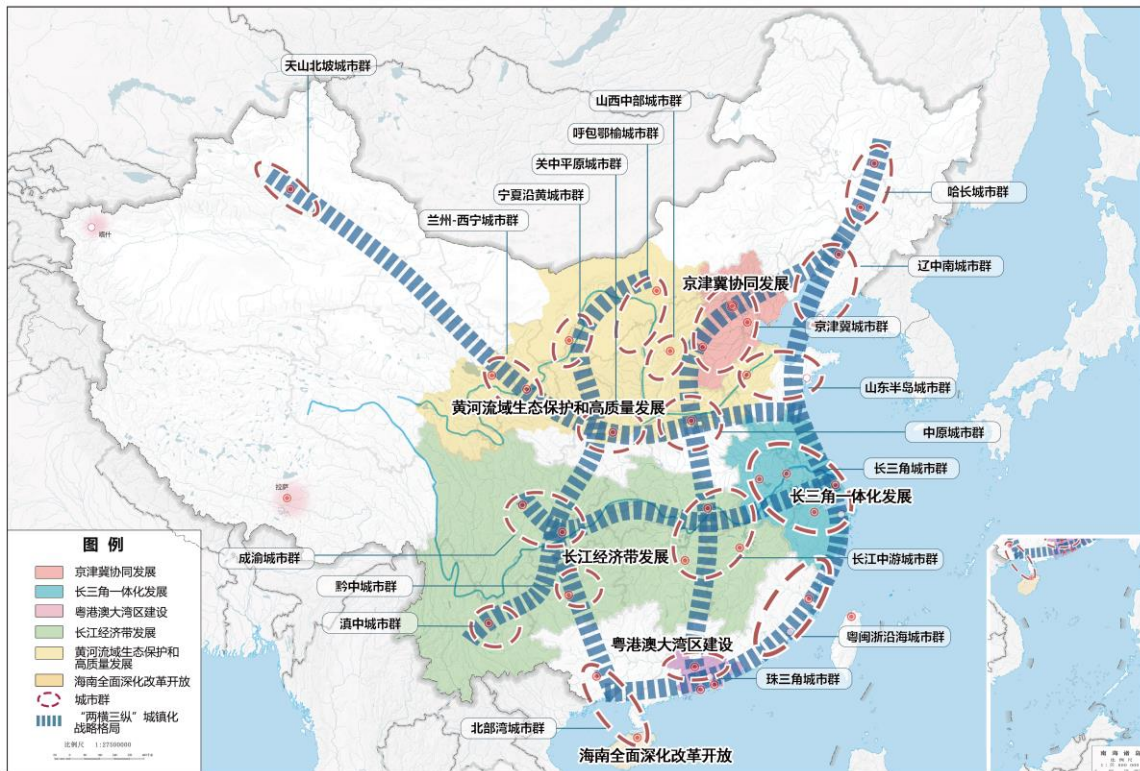 天山北坡城市群
山西中部城市群
呼包鄂榆城市群
关中平原城市群
宁夏沿黄城市群
兰州-西宁城市群
哈长城市群
辽中南城市群
京津冀协同发展
京津冀城市群
山东半岛城市群
黄河流域生态保护和高质量发展
中原城市群
长三角城市群
长三角一体化发展
喀什
拉萨
成渝城市群
长江经济带发展
长江中游城市群
黔中城市群
滇中城市群
粤港澳大湾区建设
粤闽浙沿海城市群
珠三角城市群
北部湾城市群
海南全面深化改革开放
图 例
京津冀协同发展
长三角一体化发展
粤港澳大湾区建设
长江经济带发展
黄河流域生态保护和
高质量发展
海南全面深化改革开放
城市群
“两横三纵”城镇化
战略格局
比例尺 1:27500000
南海诸岛